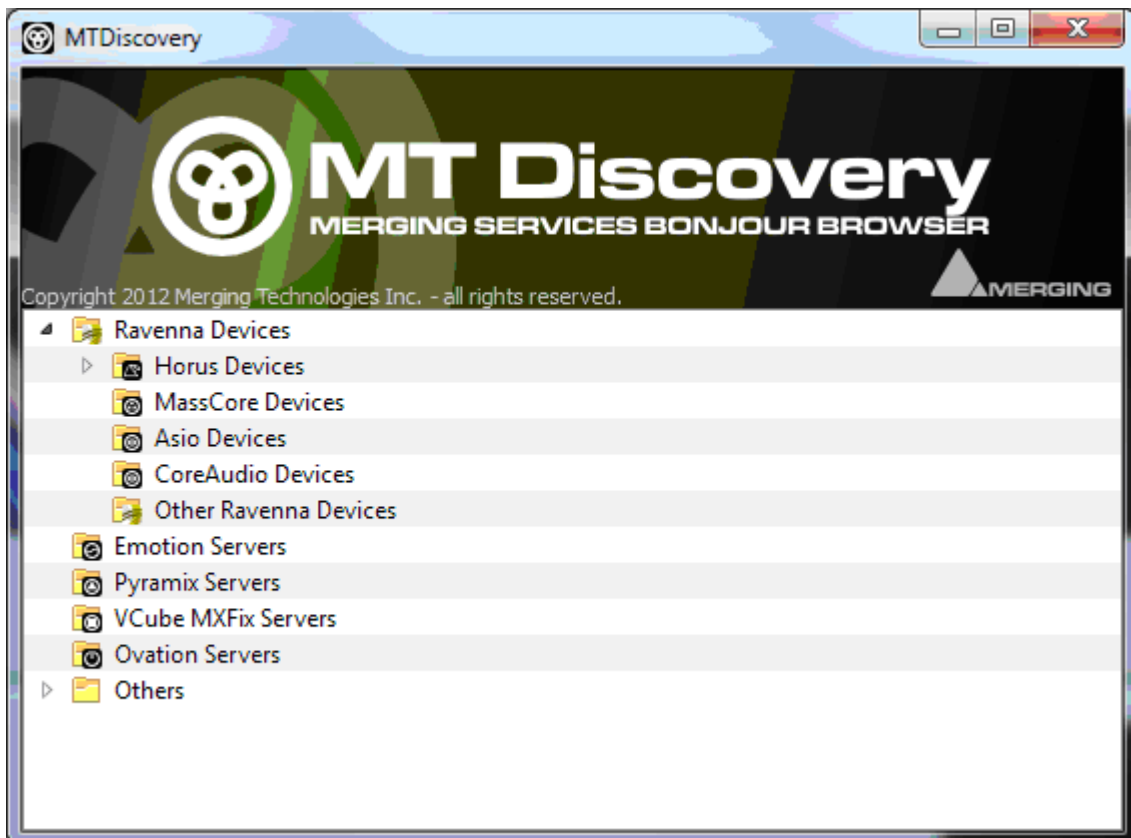 MTDiscovery
MT Discovery
MERGING SERVICES BONJOUR BROWSER
MERGING
Copyright 2012 Merging Technologies Inc. - all rights reserved.
Ravenna Devices
Horus Devices
MassCore Devices
Asio Devices
CoreAudio Devices
Other Ravenna Devices
Emotion Servers
Pyramix Servers
VCube MXFix Servers
Ovation Servers
Others